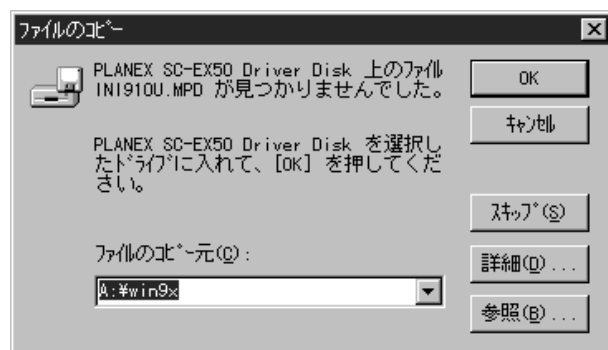 ファイルのコピー
PLANEX SC-EX50 Driver Disk 上のファイル
INI910U.MPD が見つかりませんでした。
PLANEX SC-EX50 Driver Disk を選択し
たドライブに入れて、[OK] を押してくだ
さい。
ファイルのコピー元(C):
A:¥win9x
OK
キャンセル
スキップ(S)
詳細(D)...
参照(B)...